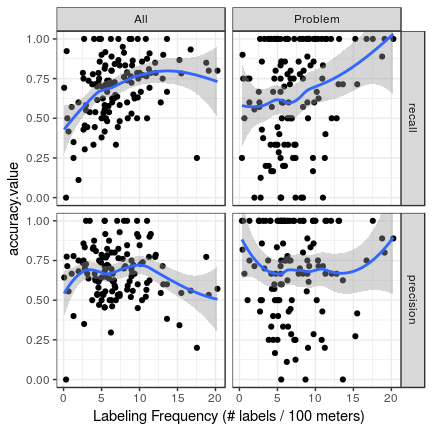 All Problem
1.00
0.75
0.50
0.25
0.00
recall
accuracy.value
1.00
0.75
0.50
0.25
0.00
precision
0 5 10 15 20 0 5 10 15 20
Labeling Frequency (# labels / 100 meters)